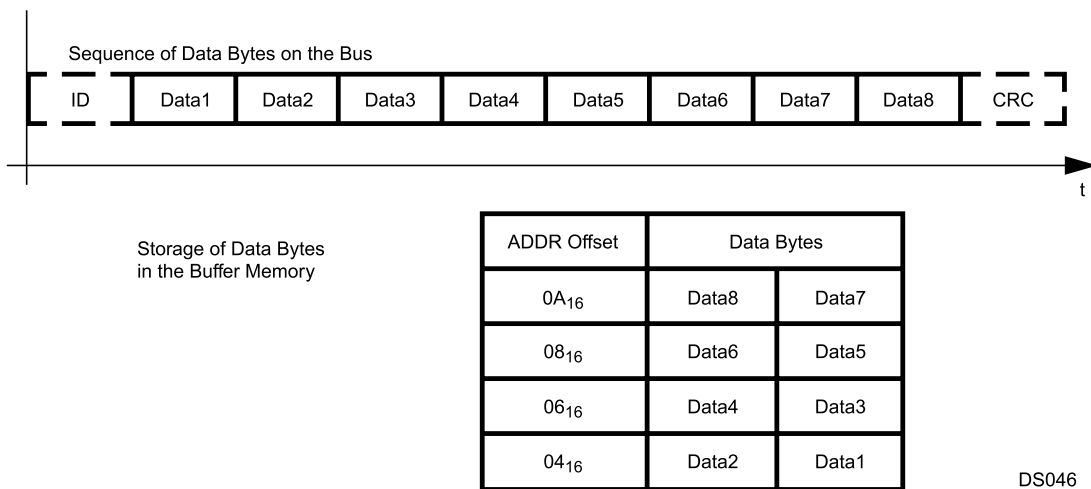 Sequence of Data Bytes on the Bus
ID Data1 Data2 Data3 Data4 Data5 Data6 Data7 Data8 CRC
t
Storage of Data Bytes
in the Buffer Memory
ADDR Offset Data Bytes
0A16 Data8 Data7
0816 Data6 Data5
0616 Data4 Data3
0416 Data2 Data1
DS046